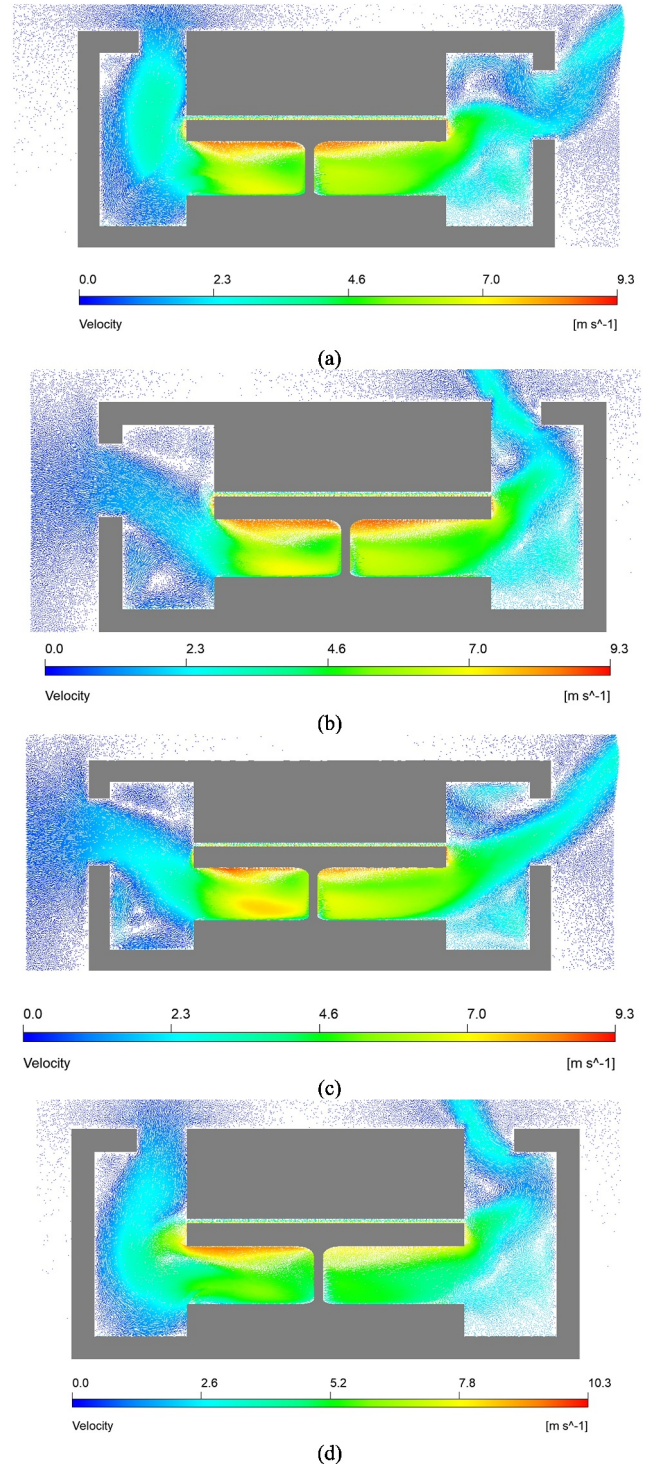 0.0 2.3 4.6 7.0 9.3
Velocity [m s^-1]
(a)
0.0 2.3 4.6 7.0 9.3
Velocity [m s^-1]
(b)
0.0 2.3 4.6 7.0 9.3
Velocity [m s^-1]
(c)
0.0 2.6 5.2 7.8 10.3
Velocity [m s^-1]
(d)